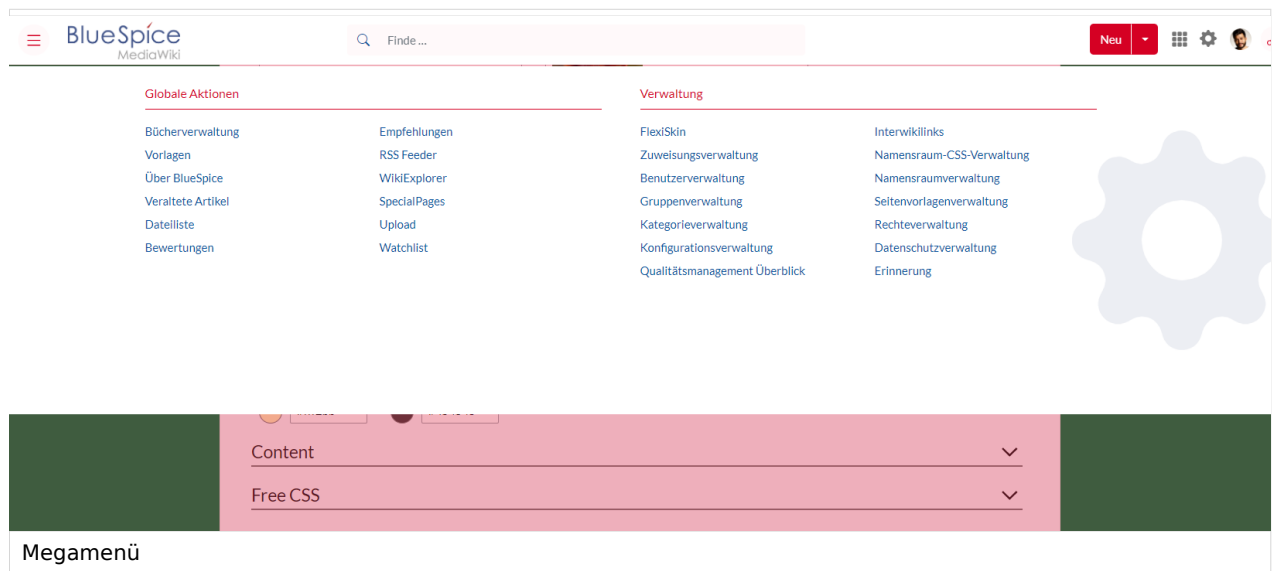 BlueSpice
MediaWiki
Finde ...
Neu
Globale Aktionen
Bücherverwaltung
Vorlagen
Über BlueSpice
Veraltete Artikel
Dateiliste
Bewertungen
Empfehlungen
RSS Feeder
WikiExplorer
SpecialPages
Upload
Watchlist
Verwaltung
FlexiSkin
Zuweisungsverwaltung
Benutzerverwaltung
Gruppenverwaltung
Kategorieverwaltung
Konfigurationsverwaltung
Qualitätsmanagement Überblick
Interwikilinks
Namensraum-CSS-Verwaltung
Namensraumverwaltung
Seitenvorlagenverwaltung
Rechteverwaltung
Datenschutzverwaltung
Erinnerung
Content
Free CSS
Megamenü